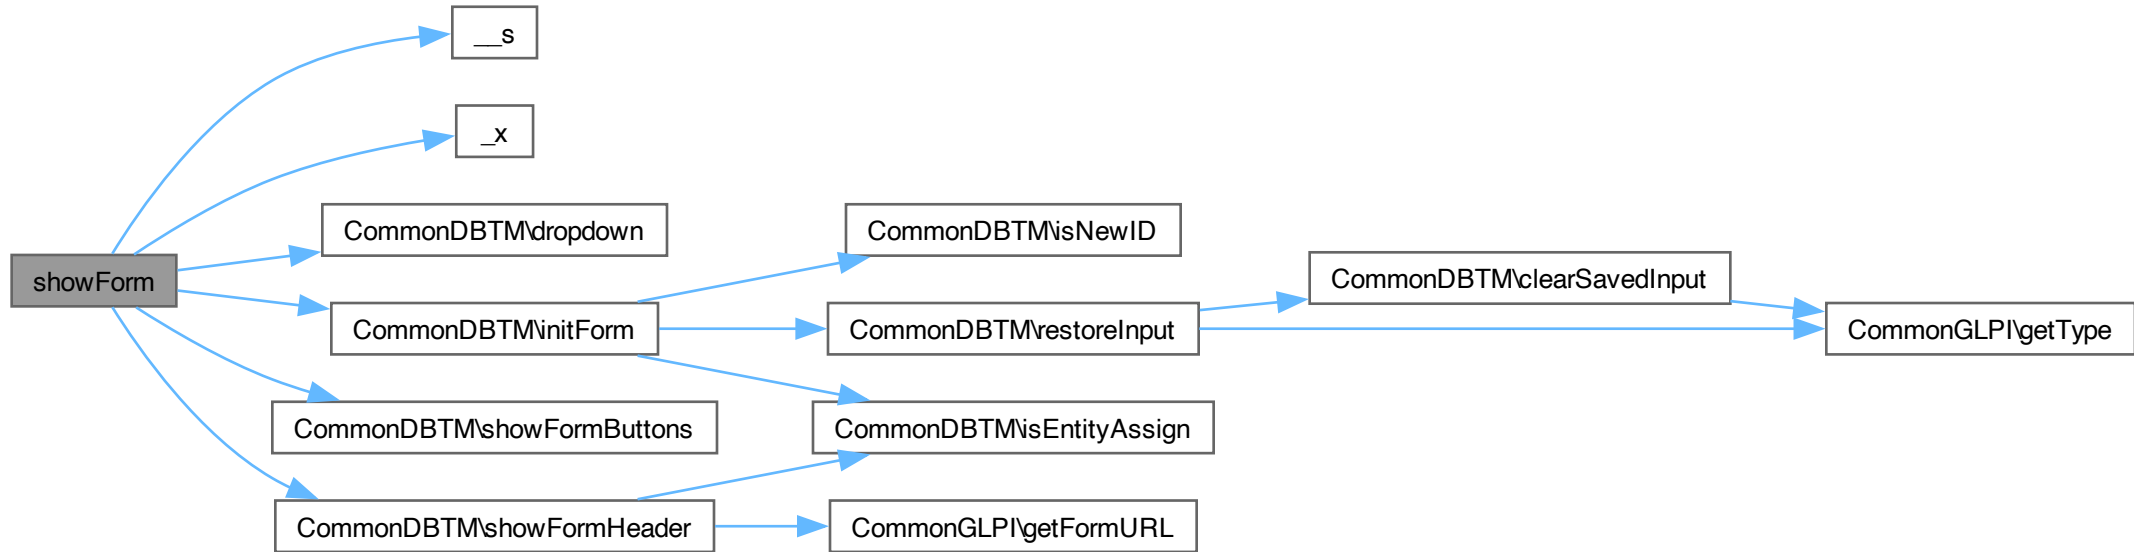 __s
_x
CommonDBTM\dropdown
CommonDBTM\isNewID
CommonDBTM\clearSavedInput
showForm
CommonDBTM\initForm
CommonDBTM\restoreInput
CommonGLPI\getType
CommonDBTM\showFormButtons
CommonDBTM\isEntityAssign
CommonDBTM\showFormHeader
CommonGLPI\getFormURL